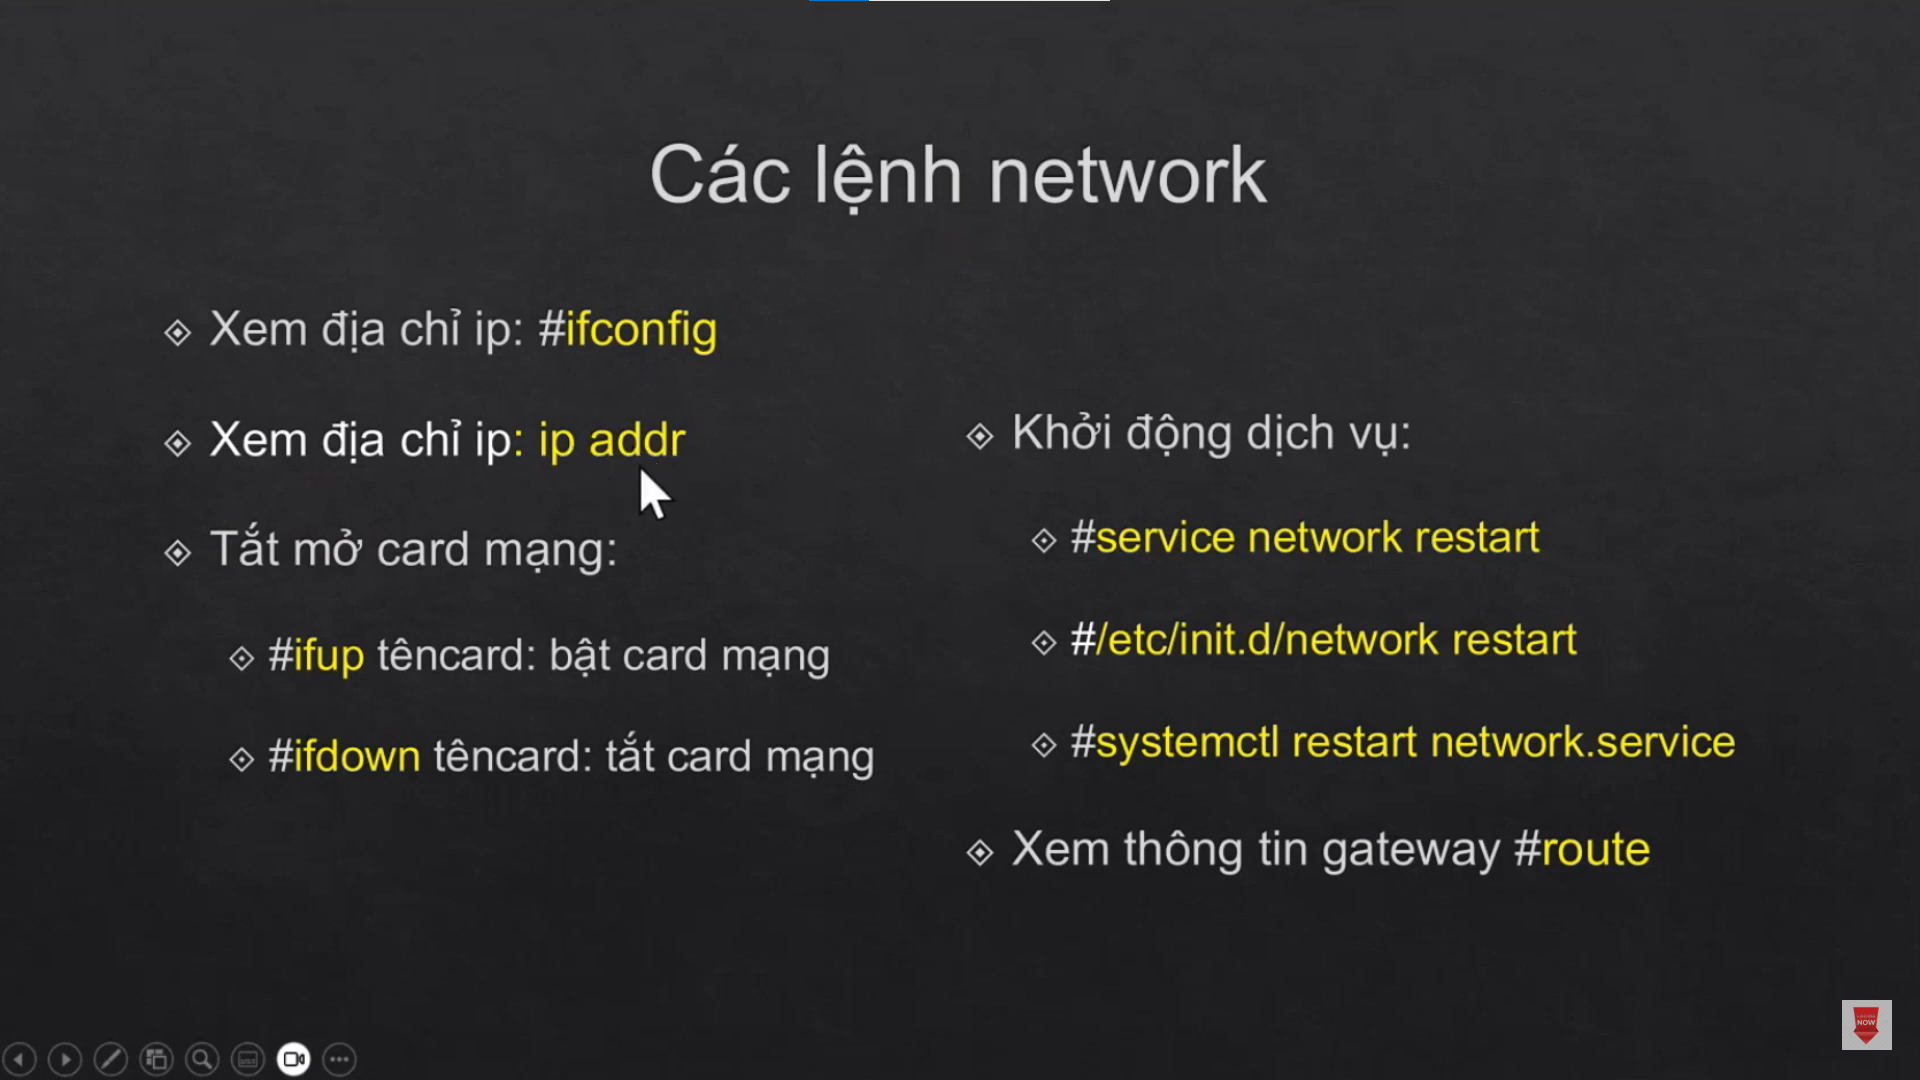 Các lệnh network
Xem địa chỉ ip: #ifconfig
Xem địa chỉ ip: ip addr
Tắt mở card mạng:
#ifup têncard: bật card mạng
#ifdown têncard: tắt card mạng
Khởi động dịch vụ:
#service network restart
#/etc/init.d/network restart
#systemctl restart network.service
Xem thông tin gateway #route
NOW